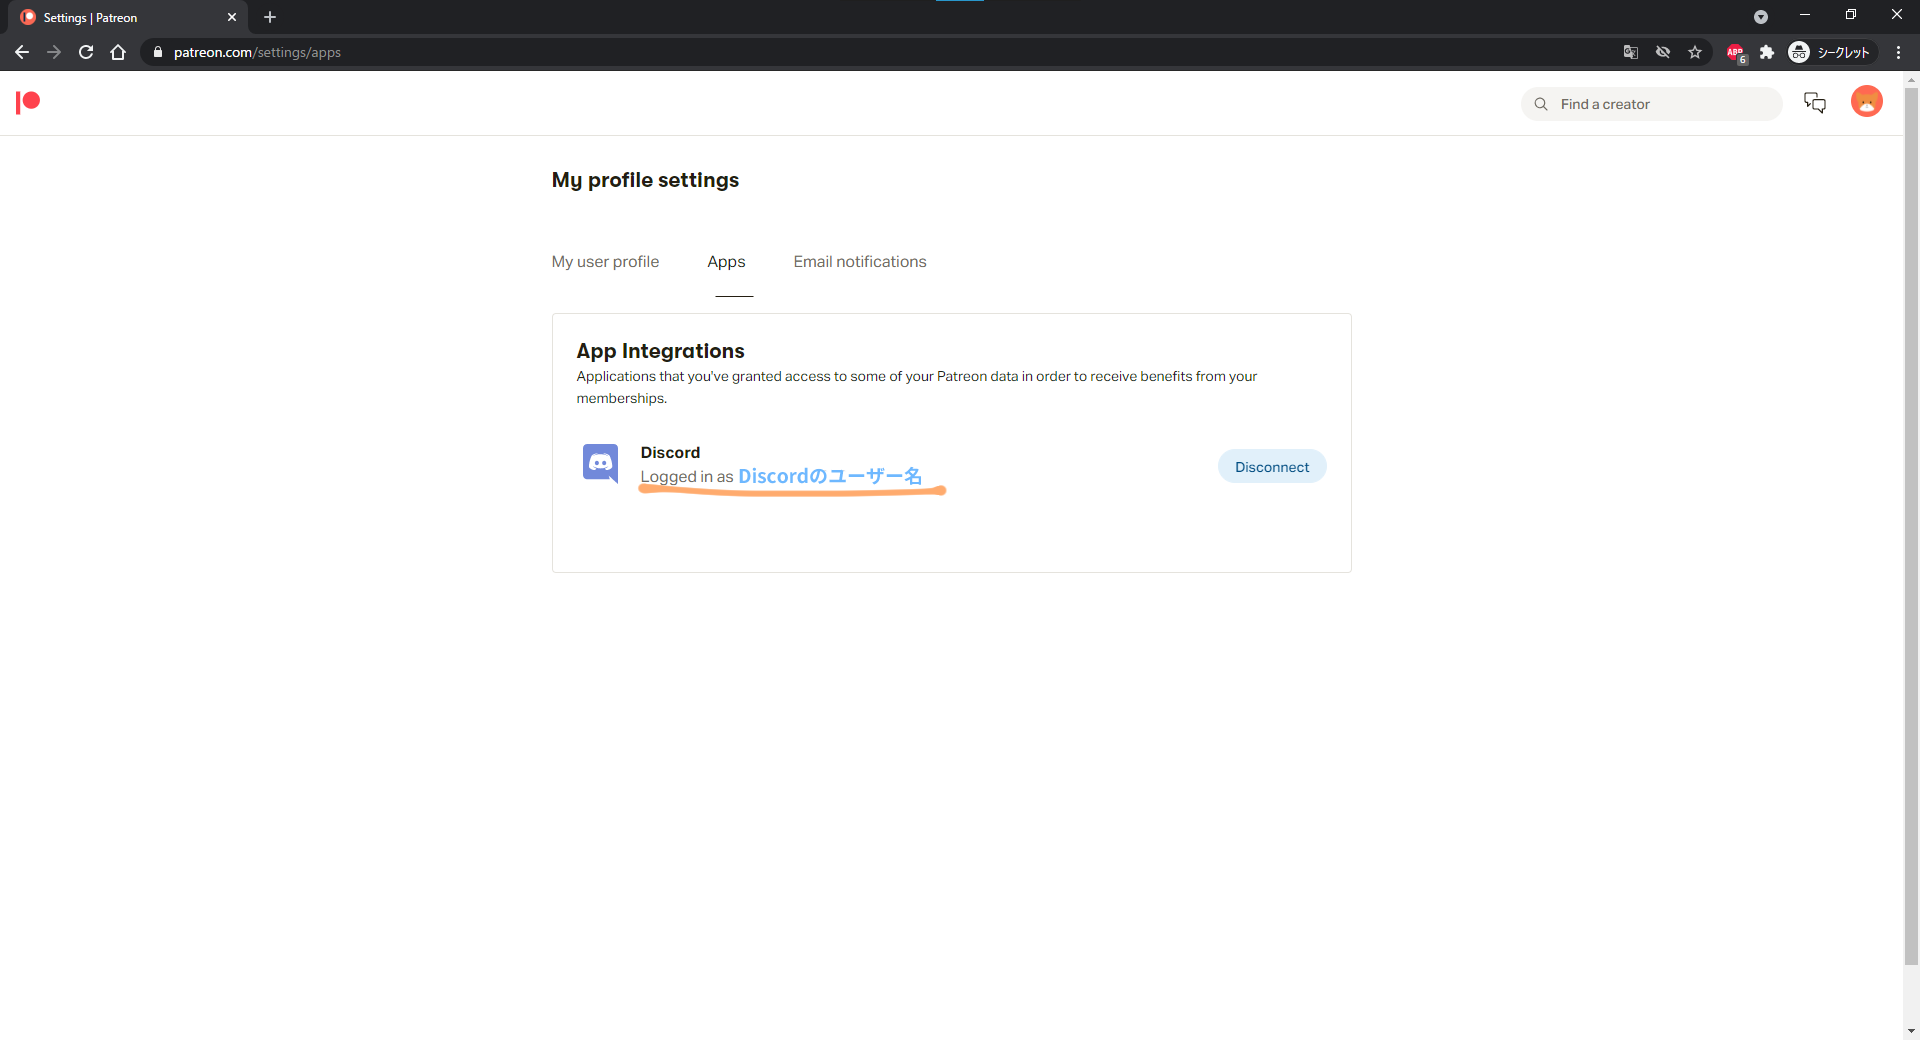 Settings | Patreon
patreon.com/settings/apps
ABP
6
シークレット
Find a creator
My profile settings
My user profile
Apps
Email notifications
App Integrations
Applications that you've granted access to some of your Patreon data in order to receive benefits from your
memberships.
Discord
Logged in as Discordのユーザー名
Disconnect